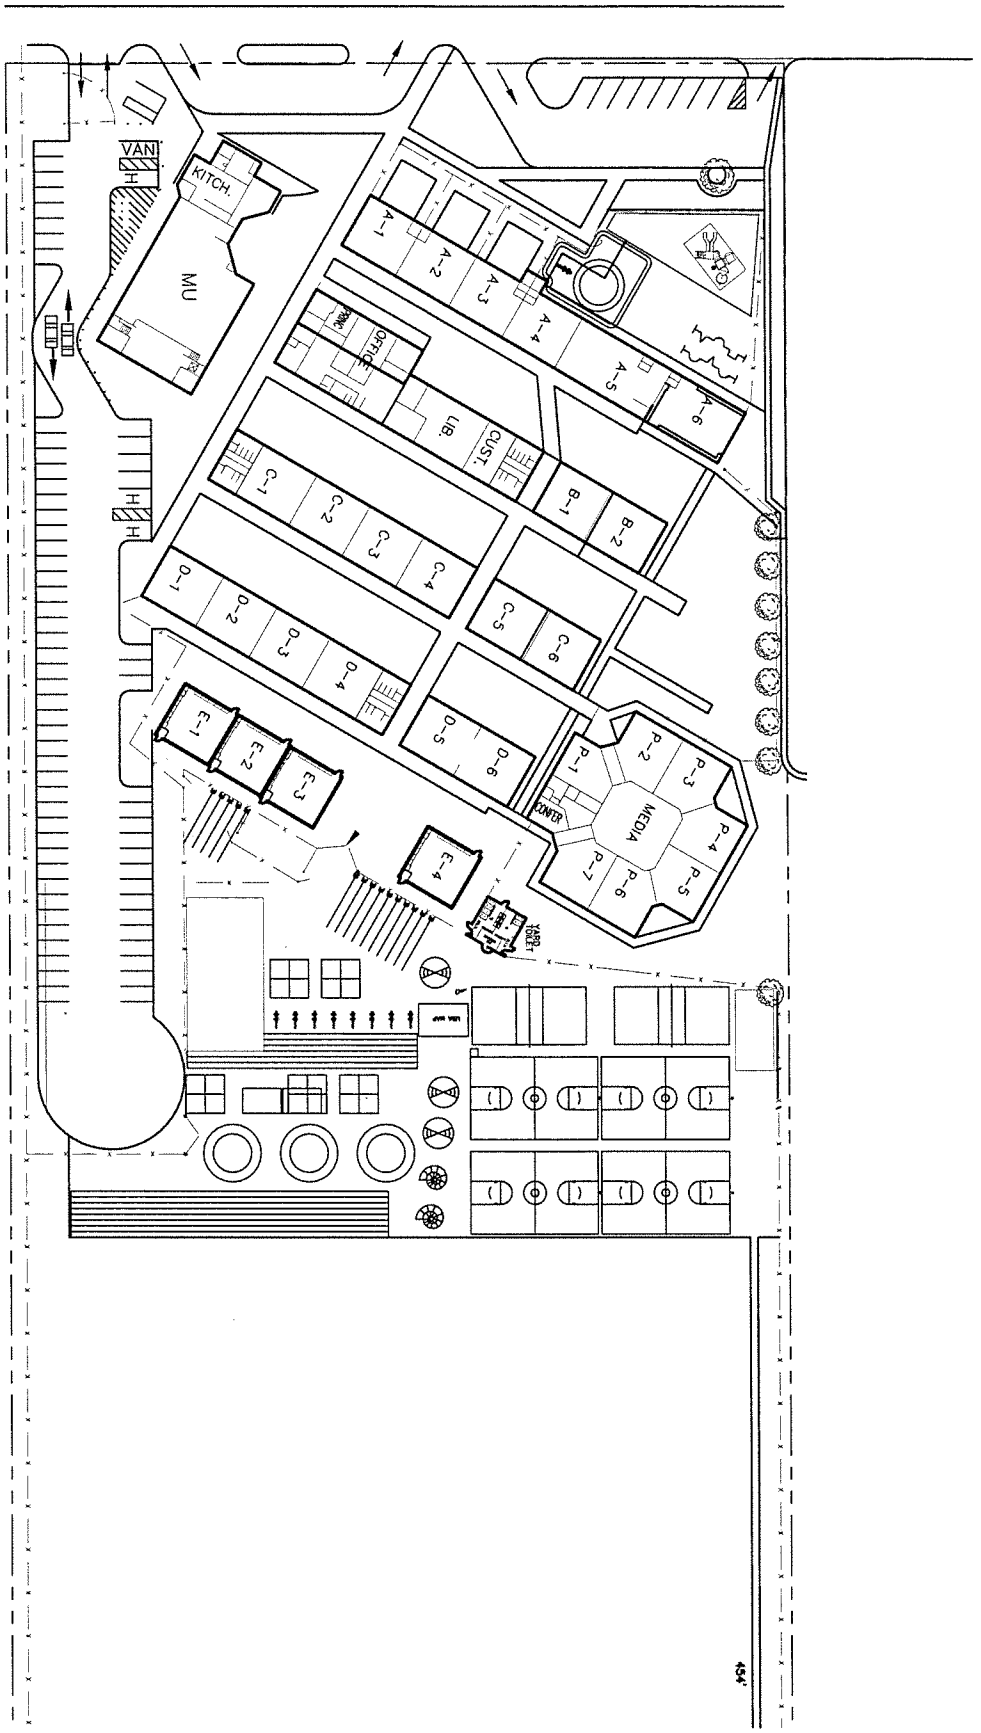 VAN
H
KITCH.
MU
A-1
A-2
A-3
A-4
A-5
A-6
PRINC
OFFICE
LIB.
CUST.
B-1
B-2
C-1
C-2
C-3
C-4
C-5
C-6
H
H
D-1
D-2
D-3
D-4
D-5
D-6
E-1
E-2
E-3
E-4
P-1
P-2
P-3
P-4
P-5
P-6
P-7
MEDIA
CONFER
YARD
TOILET
USA MAP
454'